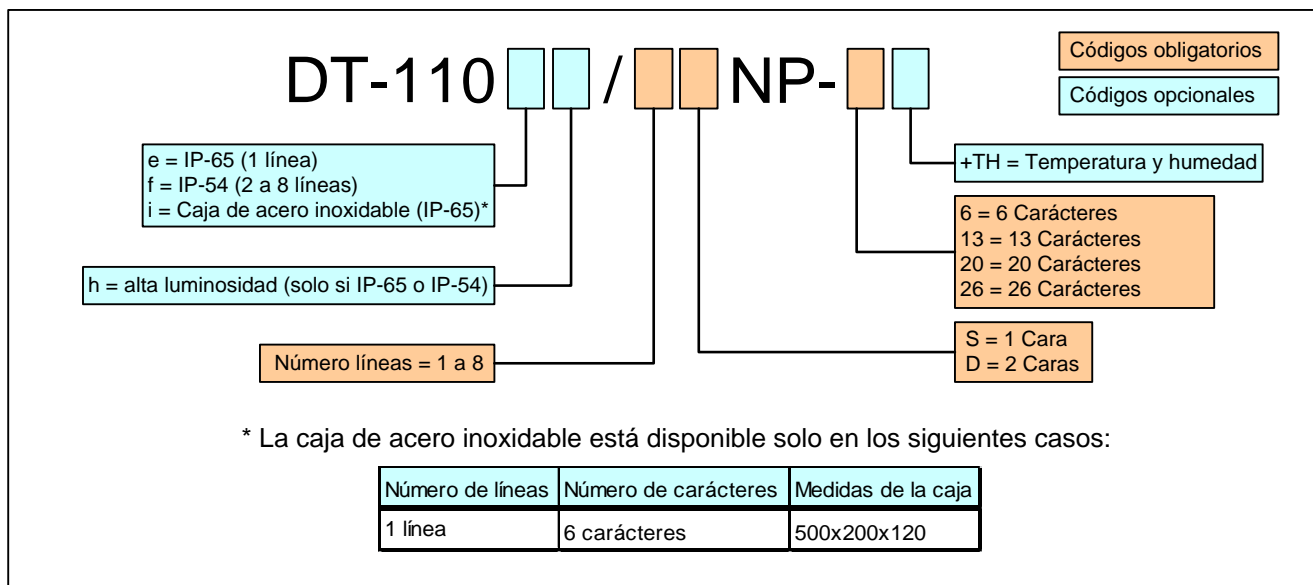 DT-110 / NP-
Códigos obligatorios
Códigos opcionales
e = IP-65 (1 línea)
f = IP-54 (2 a 8 líneas)
i = Caja de acero inoxidable (IP-65)*
+TH = Temperatura y humedad
6 = 6 Carácteres
13 = 13 Carácteres
20 = 20 Carácteres
26 = 26 Carácteres
h = alta luminosidad (solo si IP-65 o IP-54)
Número líneas = 1 a 8
S = 1 Cara
D = 2 Caras
* La caja de acero inoxidable está disponible solo en los siguientes casos:
Número de líneas Número de carácteres Medidas de la caja
1 línea 6 carácteres 500x200x120